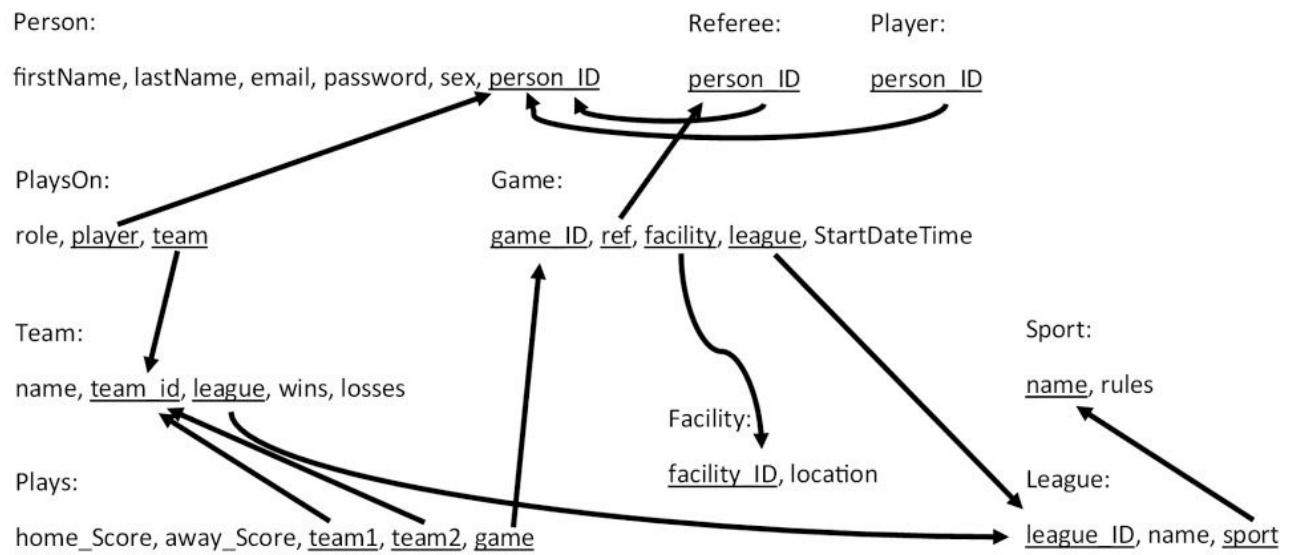 Person:
Referee:
Player:
firstName, lastName, email, password, sex, person_ID
person_ID
person_ID
PlaysOn:
Game:
role, player, team
game_ID, ref, facility, league, StartDateTime
Team:
Sport:
name, team_id, league, wins, losses
name, rules
Facility:
facility_ID, location
Plays:
League:
home_Score, away_Score, team1, team2, game
league_ID, name, sport